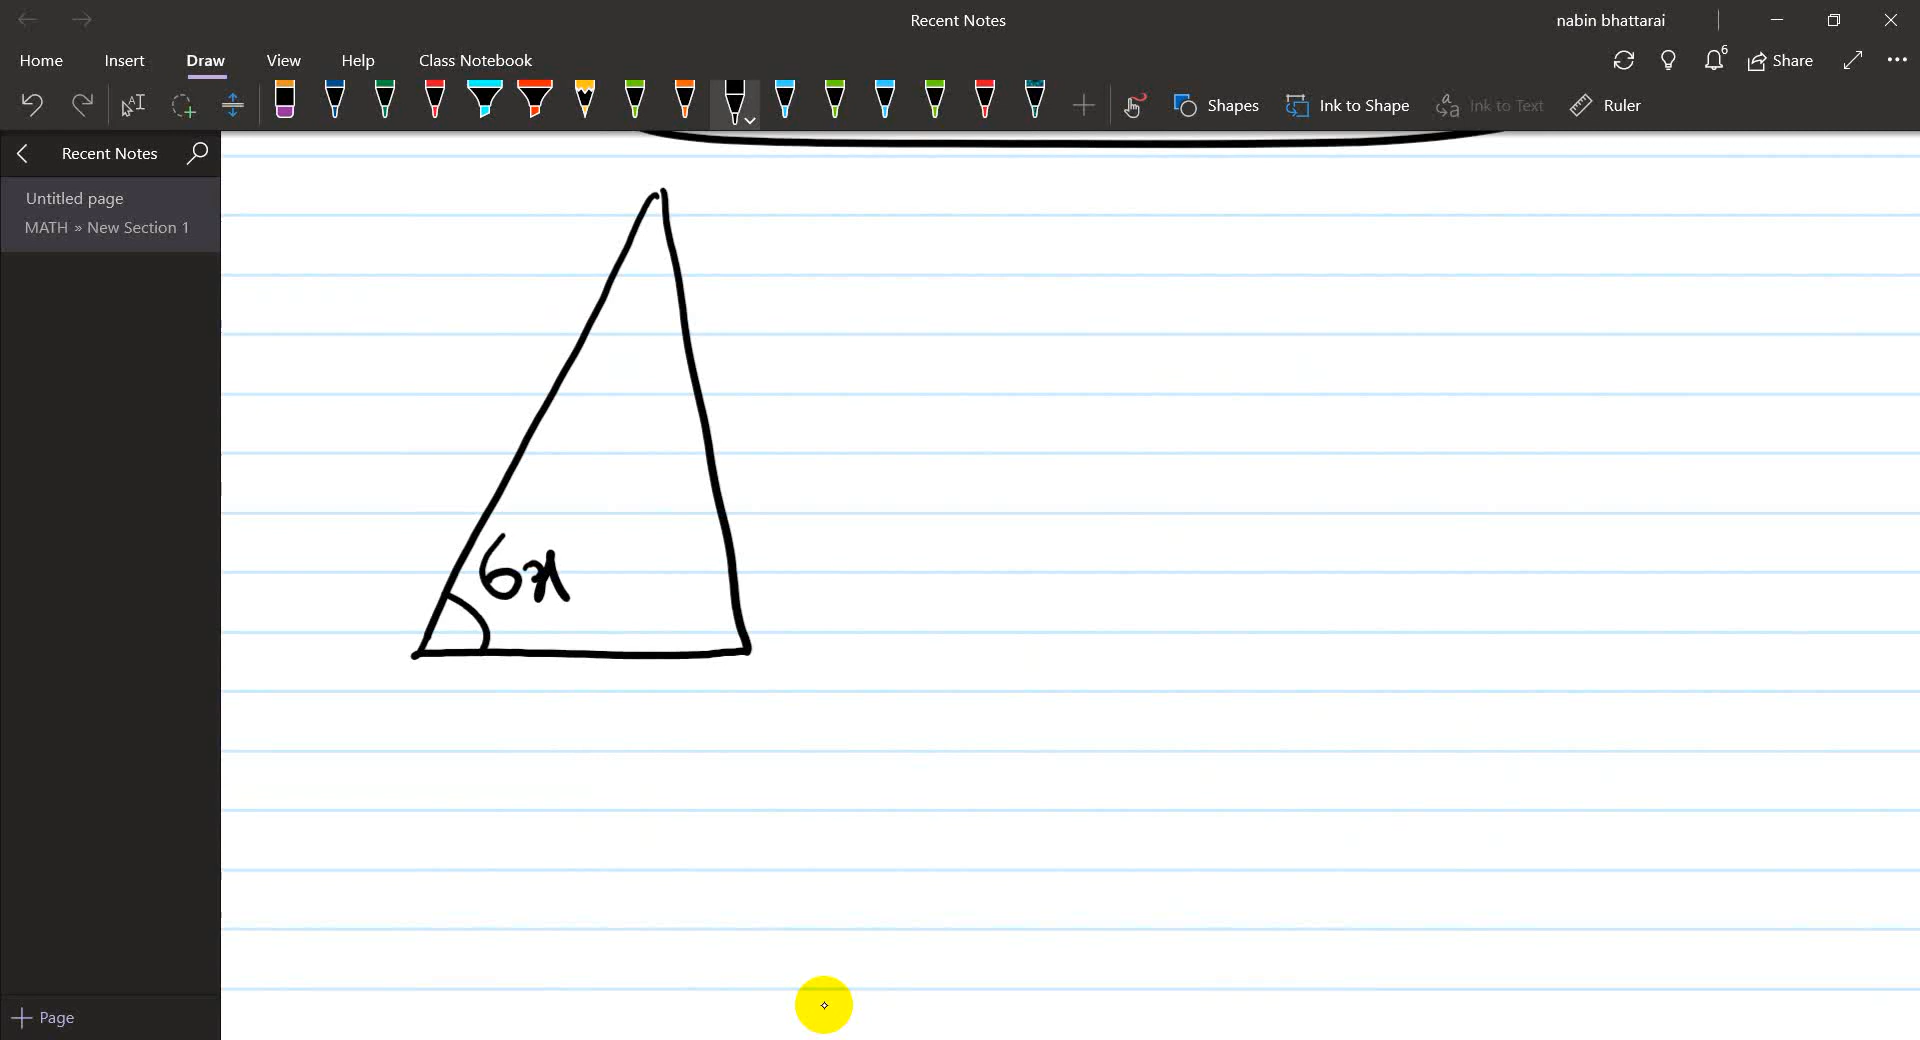 Recent Notes
nabin bhattarai
Home Insert Draw View Help Class Notebook
6
Share
Shapes Ink to Shape Ink to Text Ruler
Recent Notes
Untitled page
MATH » New Section 1
6x
Page